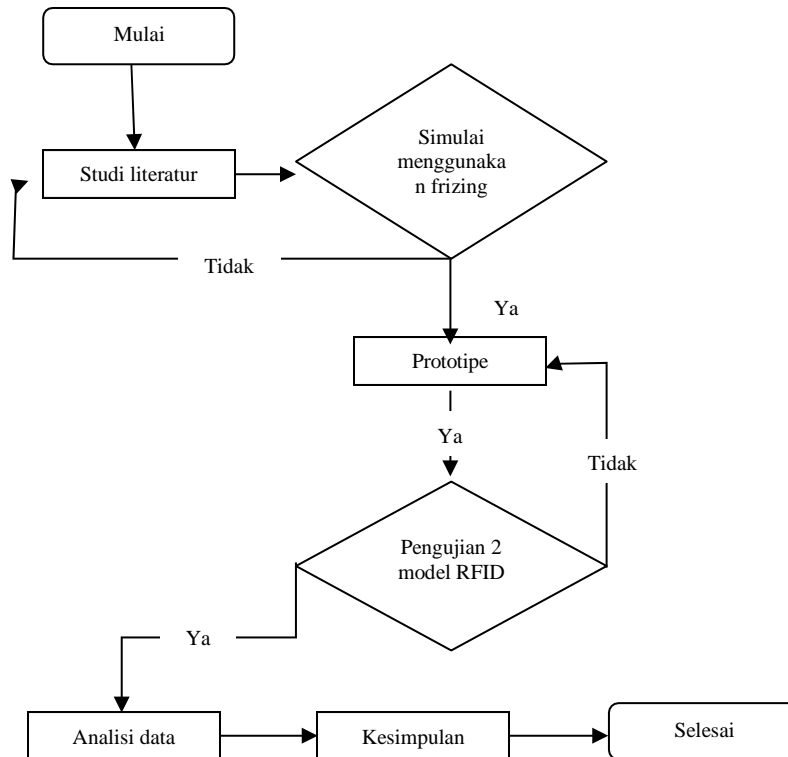 Mulai
Simulai
menggunaka
n frizing
Studi literatur
Tidak
Ya
Prototipe
Ya
Tidak
Pengujian 2
model RFID
Ya
Analisi data
Kesimpulan
Selesai